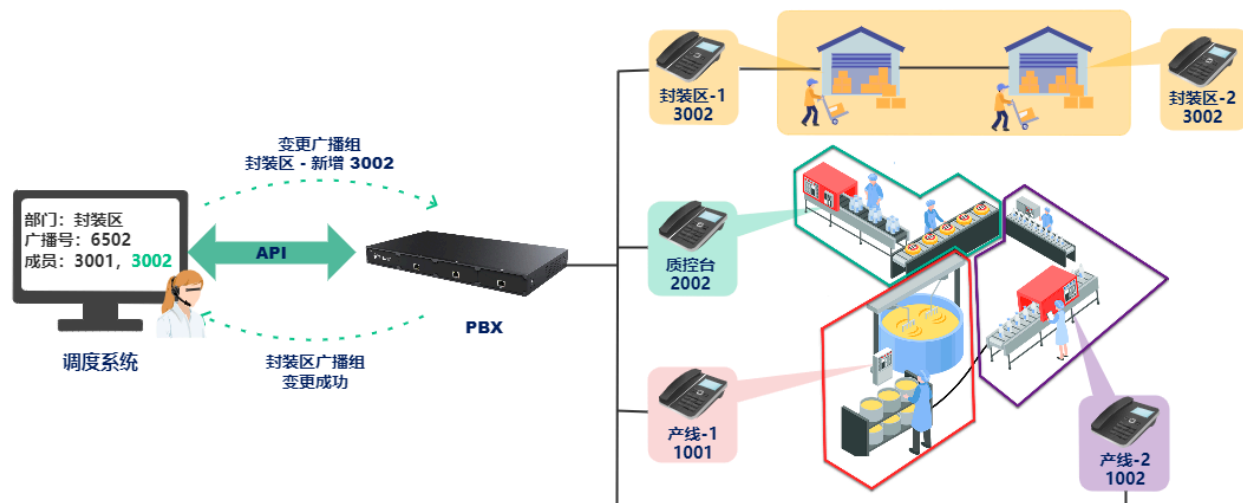 变更广播组
封装区 - 新增 3002
部门：封装区
广播号：6502
成员：3001，3002
API
PBX
调度系统
封装区广播组
变更成功
封装区-1
3002
封装区-2
3002
质控台
2002
产线-1
1001
产线-2
1002